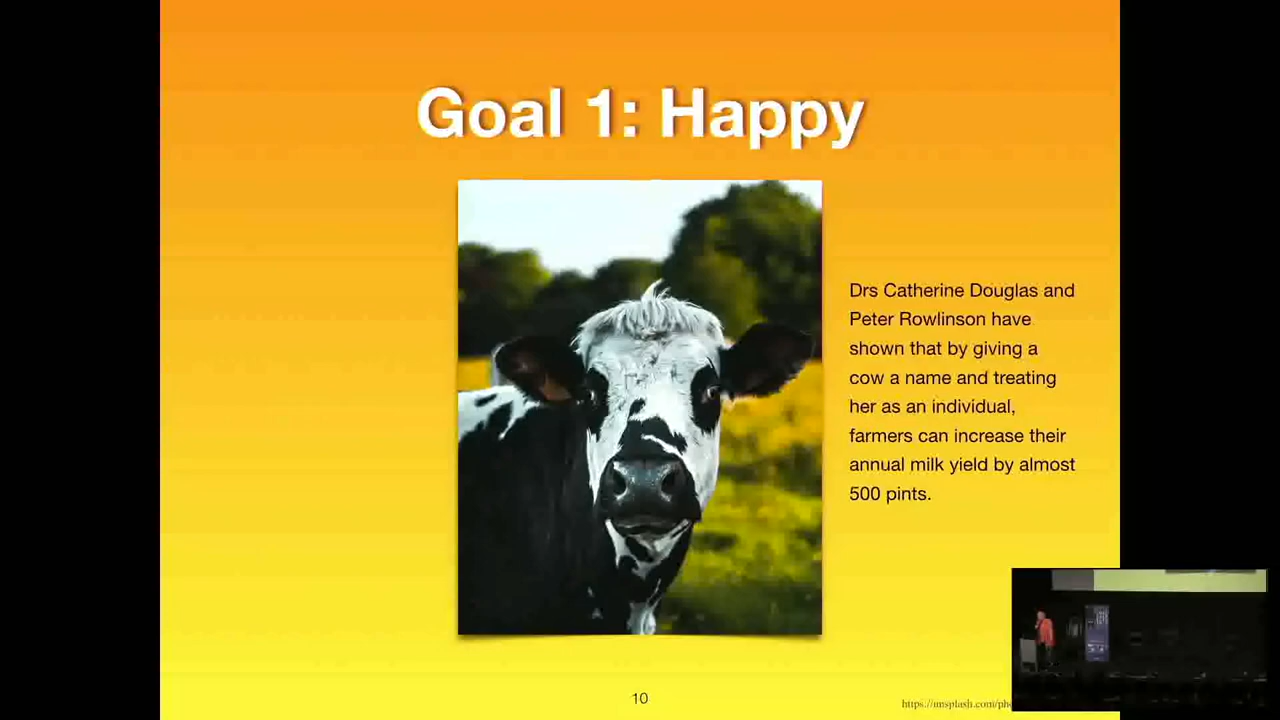 Goal 1: Happy
Drs Catherine Douglas and
Peter Rowlinson have
shown that by giving a
cow a name and treating
her as an individual,
farmers can increase their
annual milk yield by almost
500 pints.
10
https://unsplash.com/pho